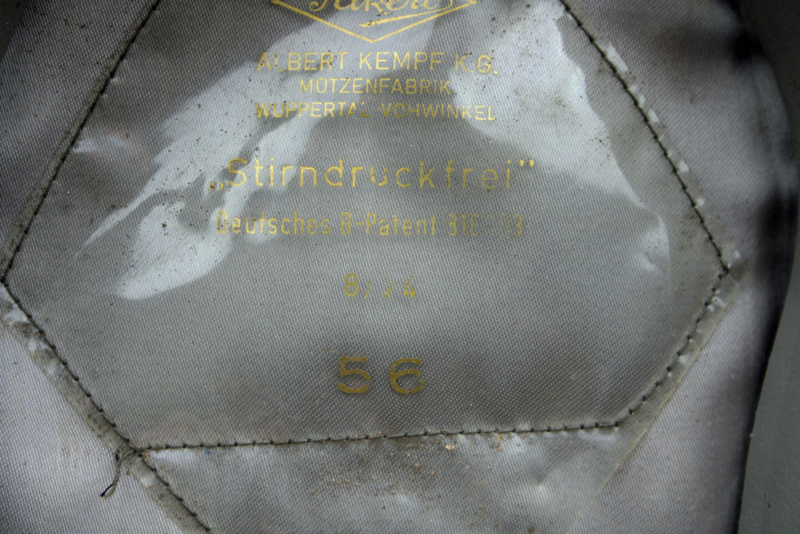 ALBERT KEMPF K.G.
MÜTZENFABRIK
WUPPERTAL-VOHWINKEL
„Stirndruckfrei"
Deutsches R-Patent
56